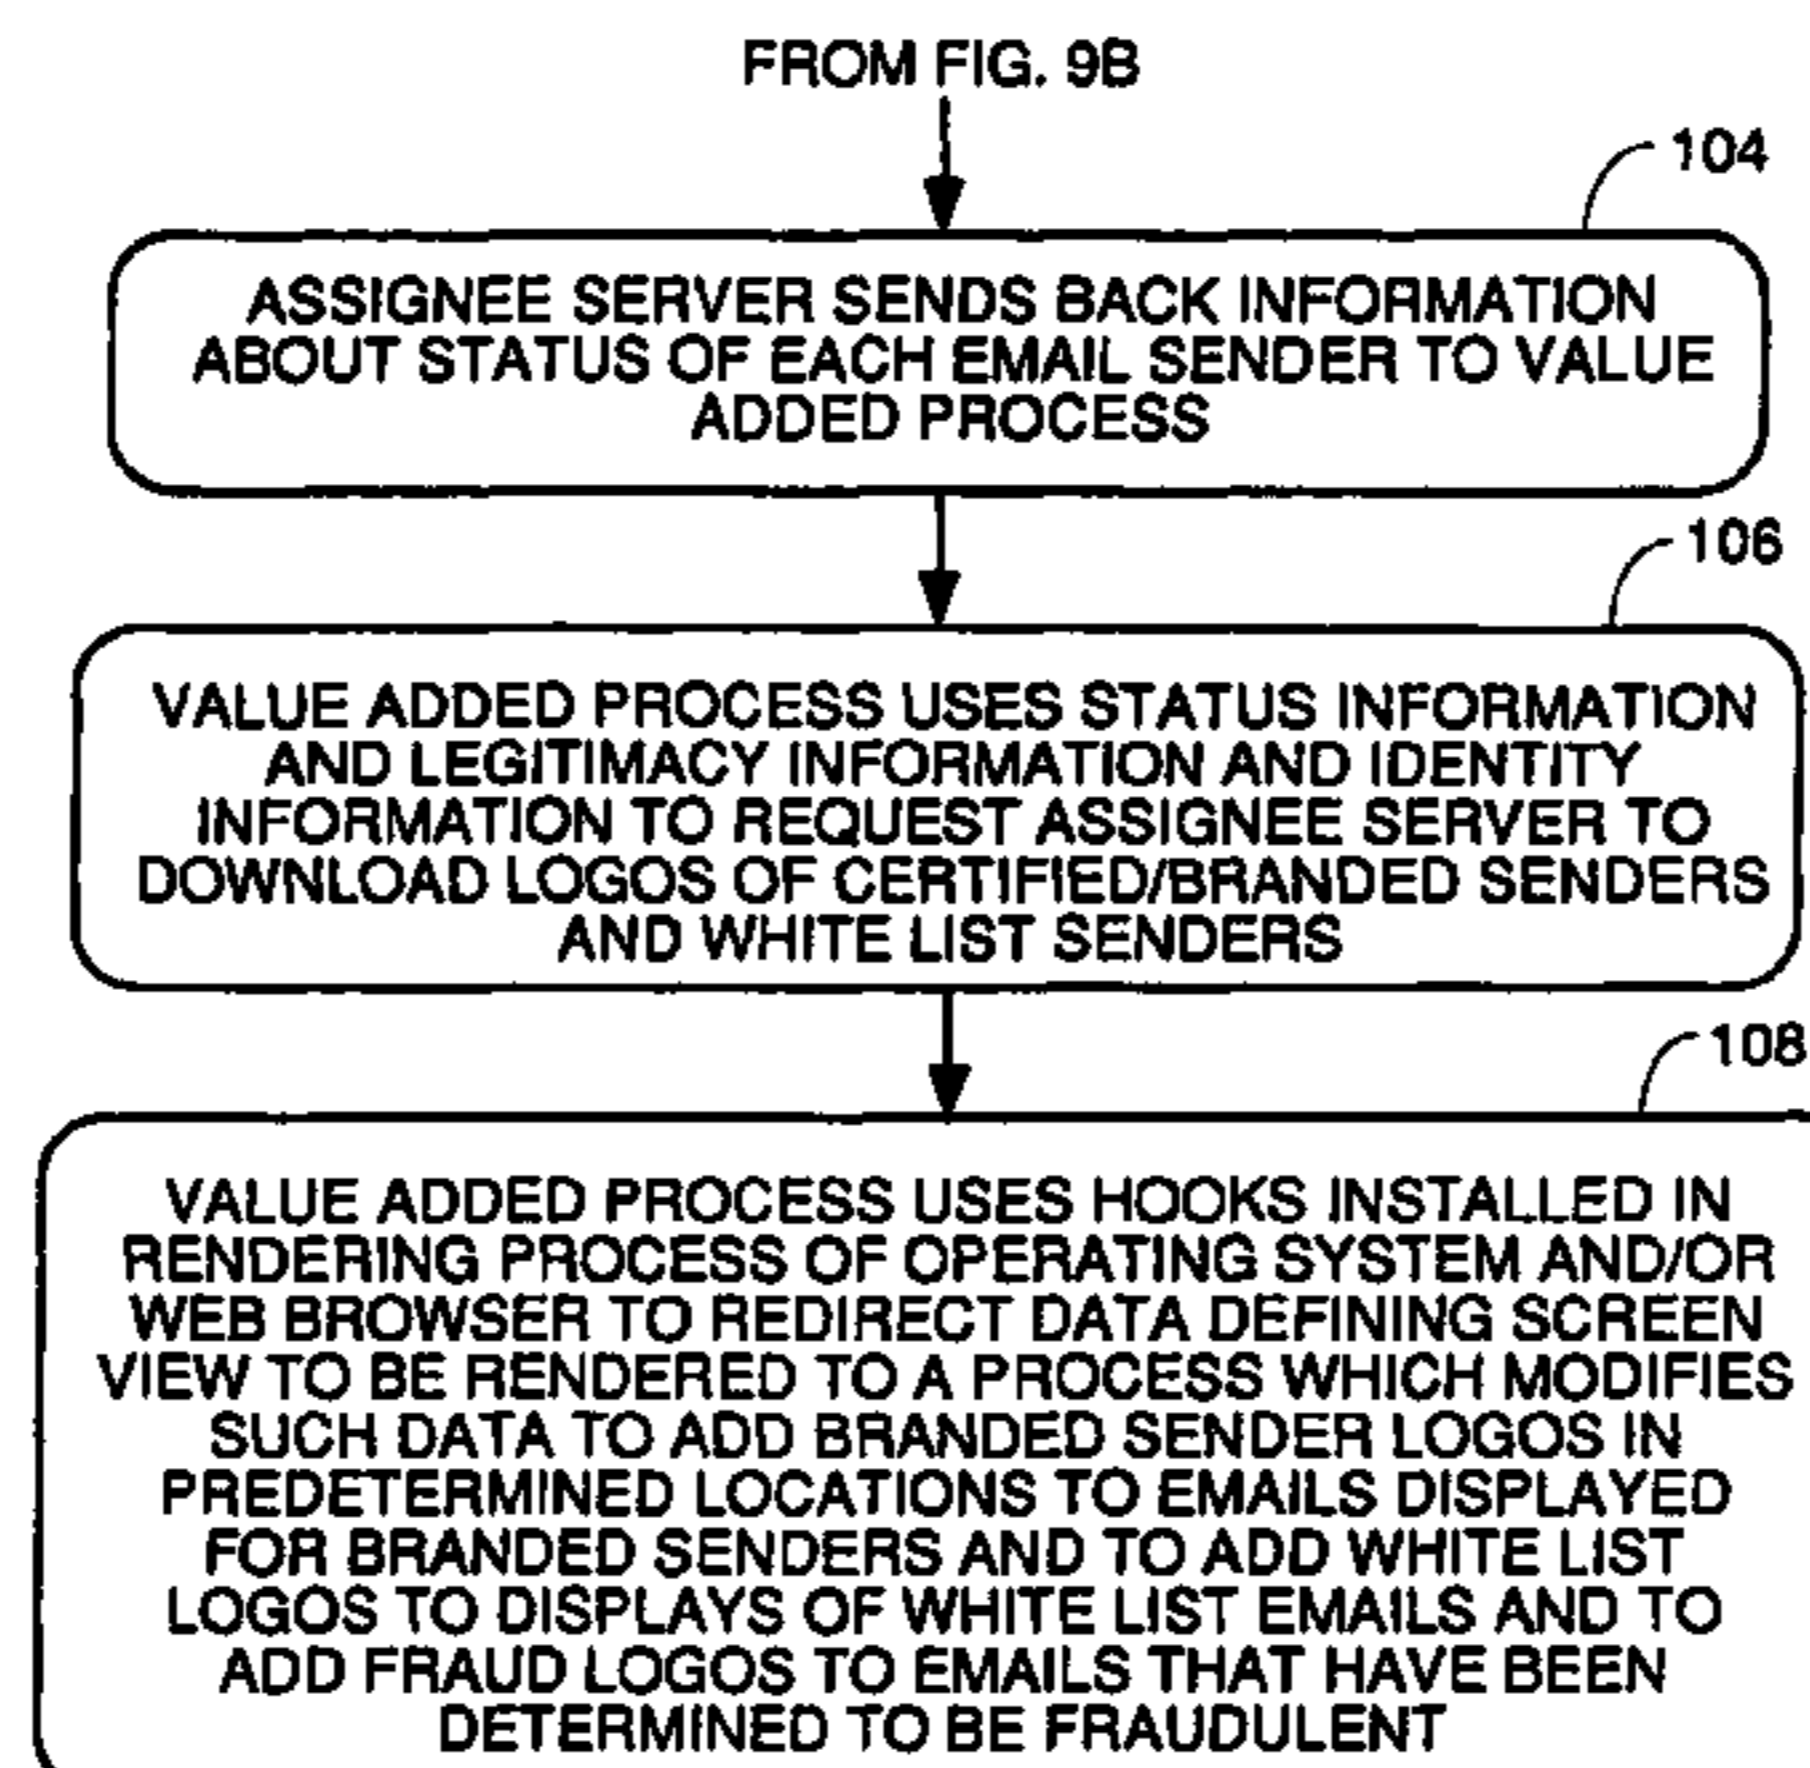 FROM FIG. 9B
104
ASSIGNEE SERVER SENDS BACK INFORMATION
ABOUT STATUS OF EACH EMAIL SENDER TO VALUE
ADDED PROCESS
106
VALUE ADDED PROCESS USES STATUS INFORMATION
AND LEGITIMACY INFORMATION AND IDENTITY
INFORMATION TO REQUEST ASSIGNEE SERVER TO
DOWNLOAD LOGOS OF CERTIFIED/BRANDED SENDERS
AND WHITE LIST SENDERS
108
VALUE ADDED PROCESS USES HOOKS INSTALLED IN
RENDERING PROCESS OF OPERATING SYSTEM AND/OR
WEB BROWSER TO REDIRECT DATA DEFINING SCREEN
VIEW TO BE RENDERED TO A PROCESS WHICH MODIFIES
SUCH DATA TO ADD BRANDED SENDER LOGOS IN
PREDETERMINED LOCATIONS TO EMAILS DISPLAYED
FOR BRANDED SENDERS AND TO ADD WHITE LIST
LOGOS TO DISPLAYS OF WHITE LIST EMAILS AND TO
ADD FRAUD LOGOS TO EMAILS THAT HAVE BEEN
DETERMINED TO BE FRAUDULENT